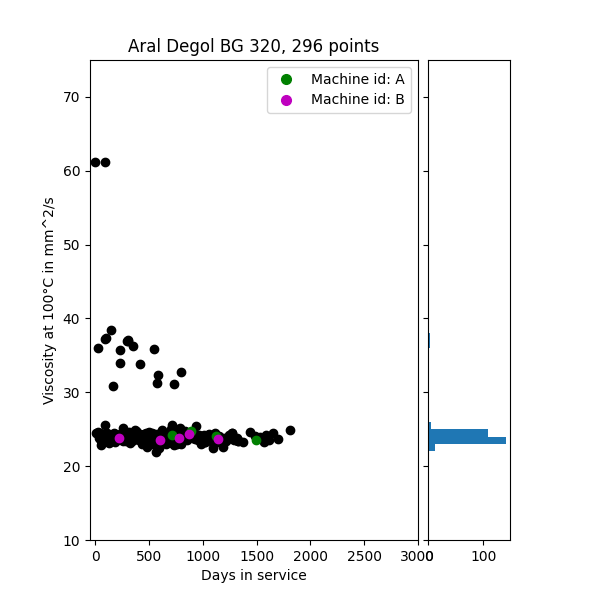 Aral Degol BG 320, 296 points
Machine id: A
Machine id: B
Viscosity at 100°C in mm^2/s
70
60
50
40
30
20
10
0 500 1000 1500 2000 2500 3000
0 100
Days in service